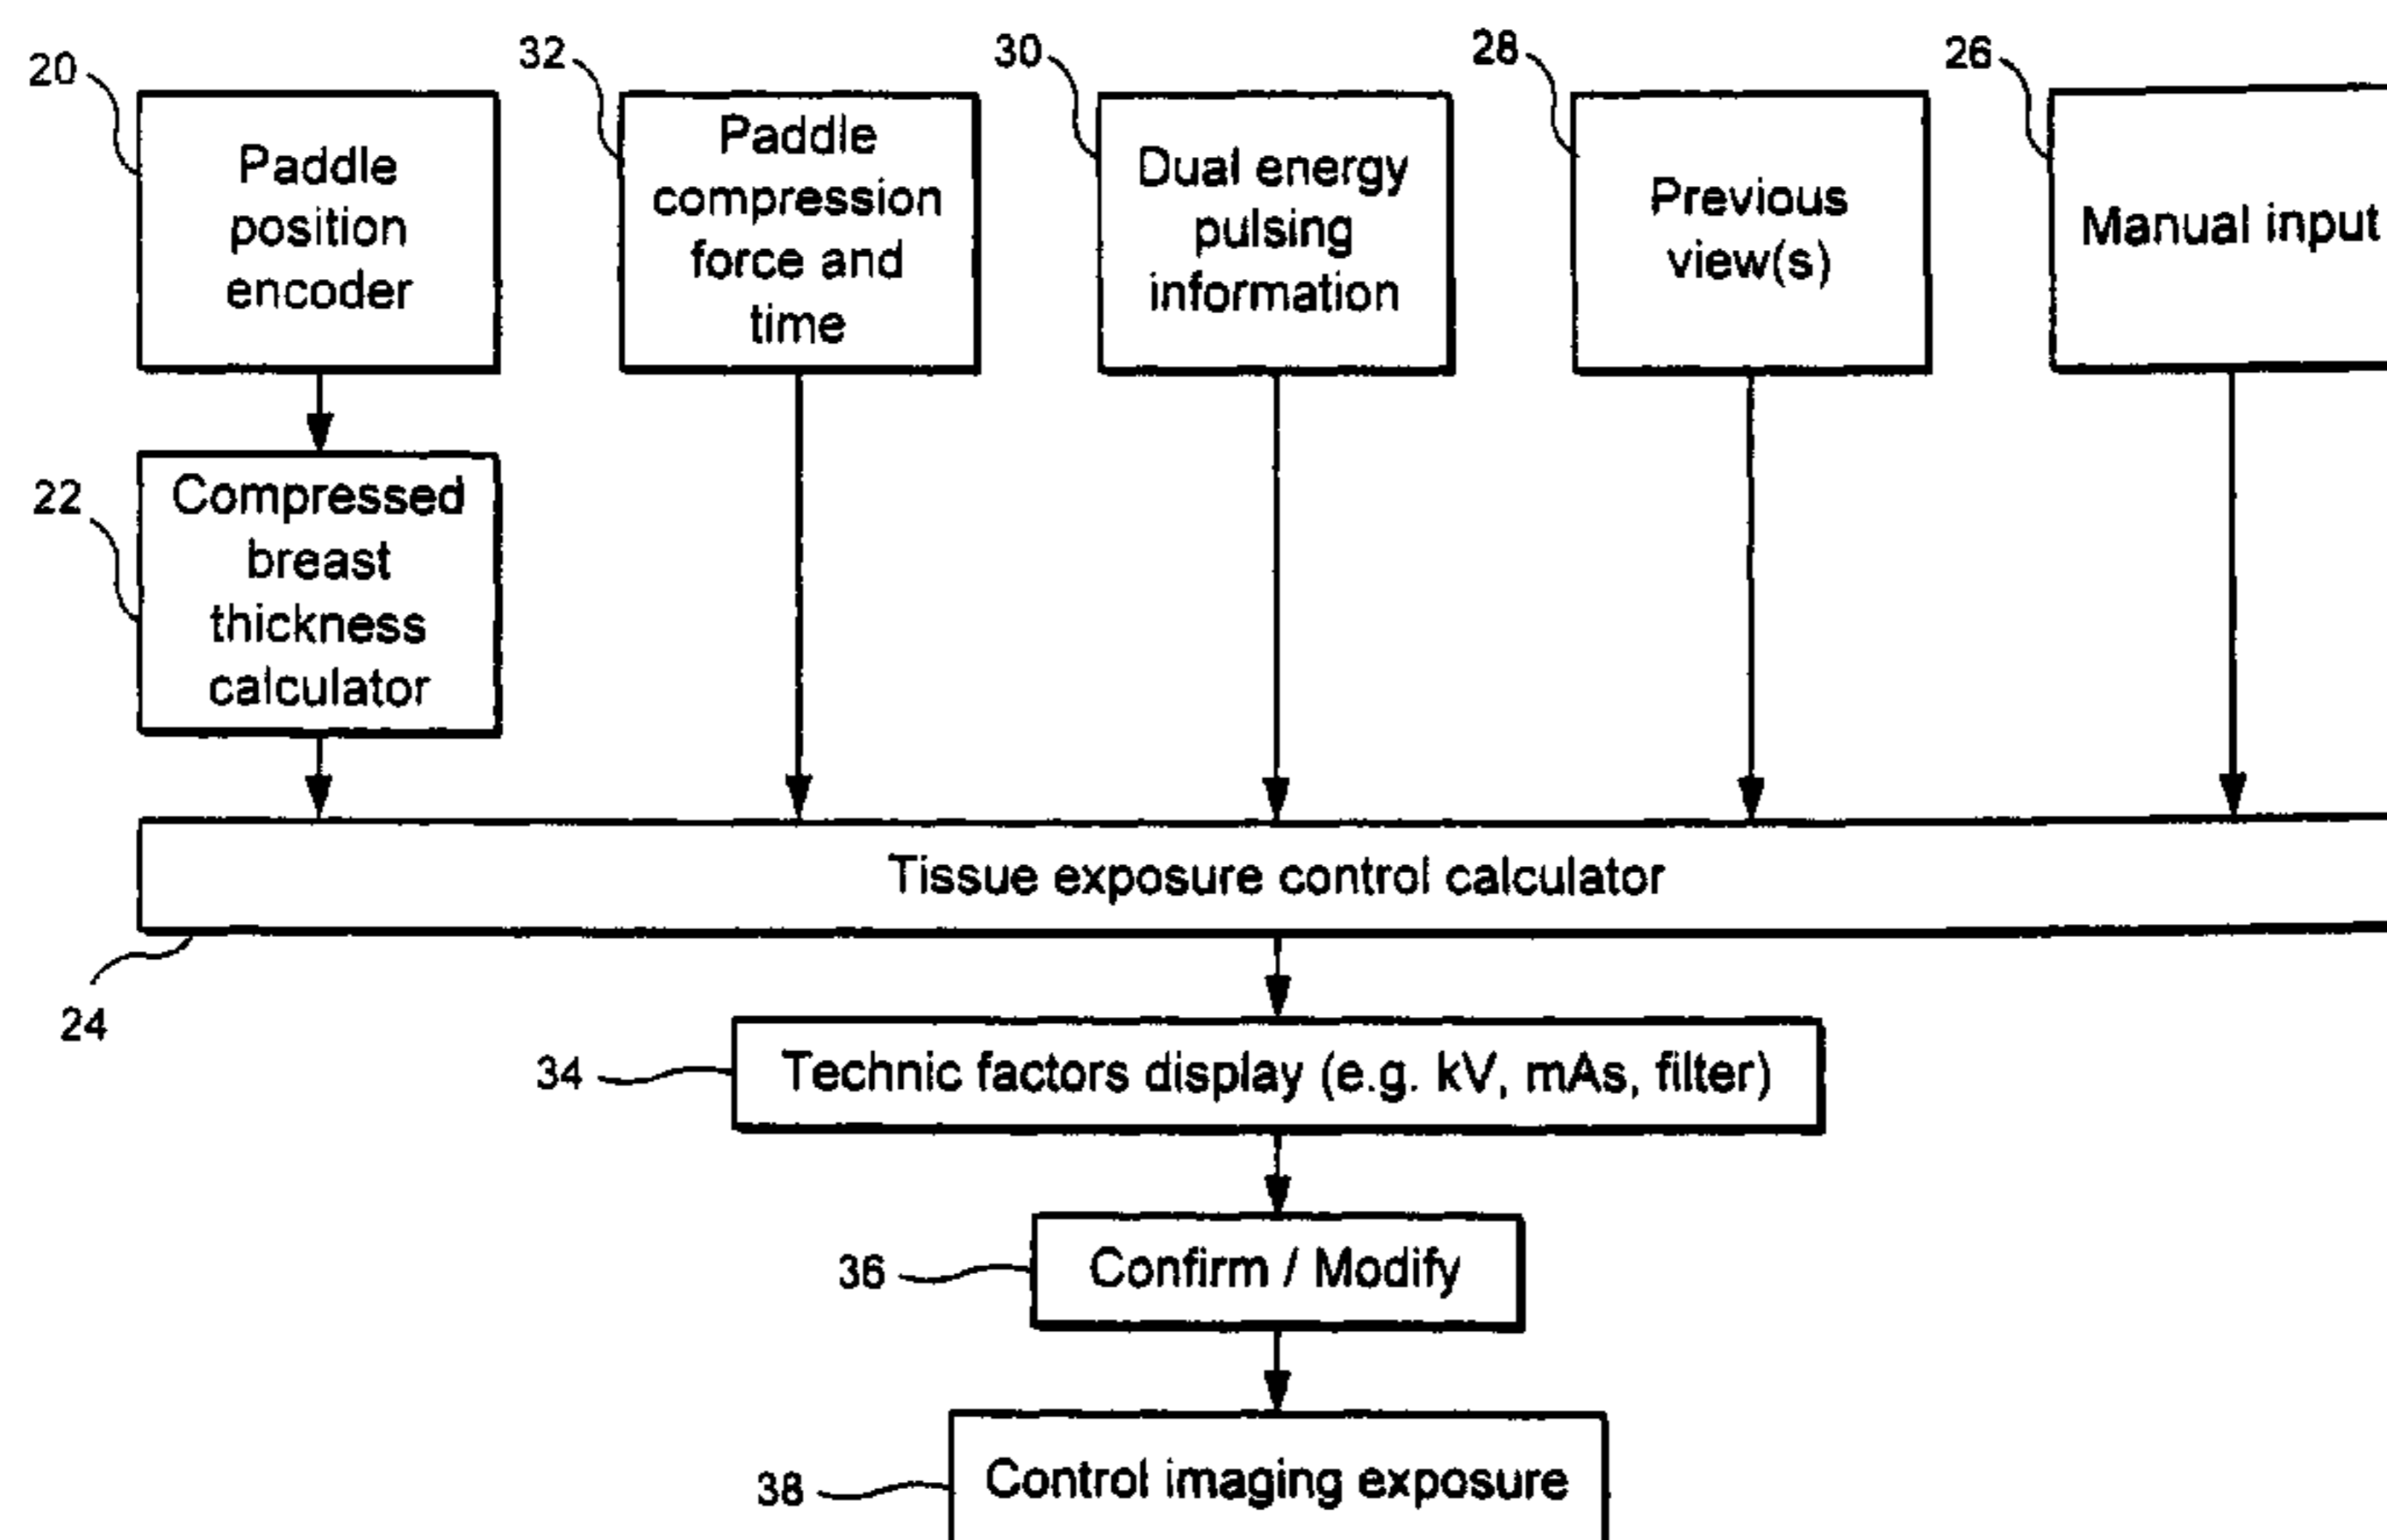 20
32
30
28
26
Paddle
position
encoder
Paddle
compression
force and
time
Dual energy
pulsing
information
Previous
view(s)
Manual input
22
Compressed
breast
thickness
calculator
Tissue exposure control calculator
24
34
Technic factors display (e.g. kV, mAs, filter)
36
Confirm / Modify
38
Control imaging exposure